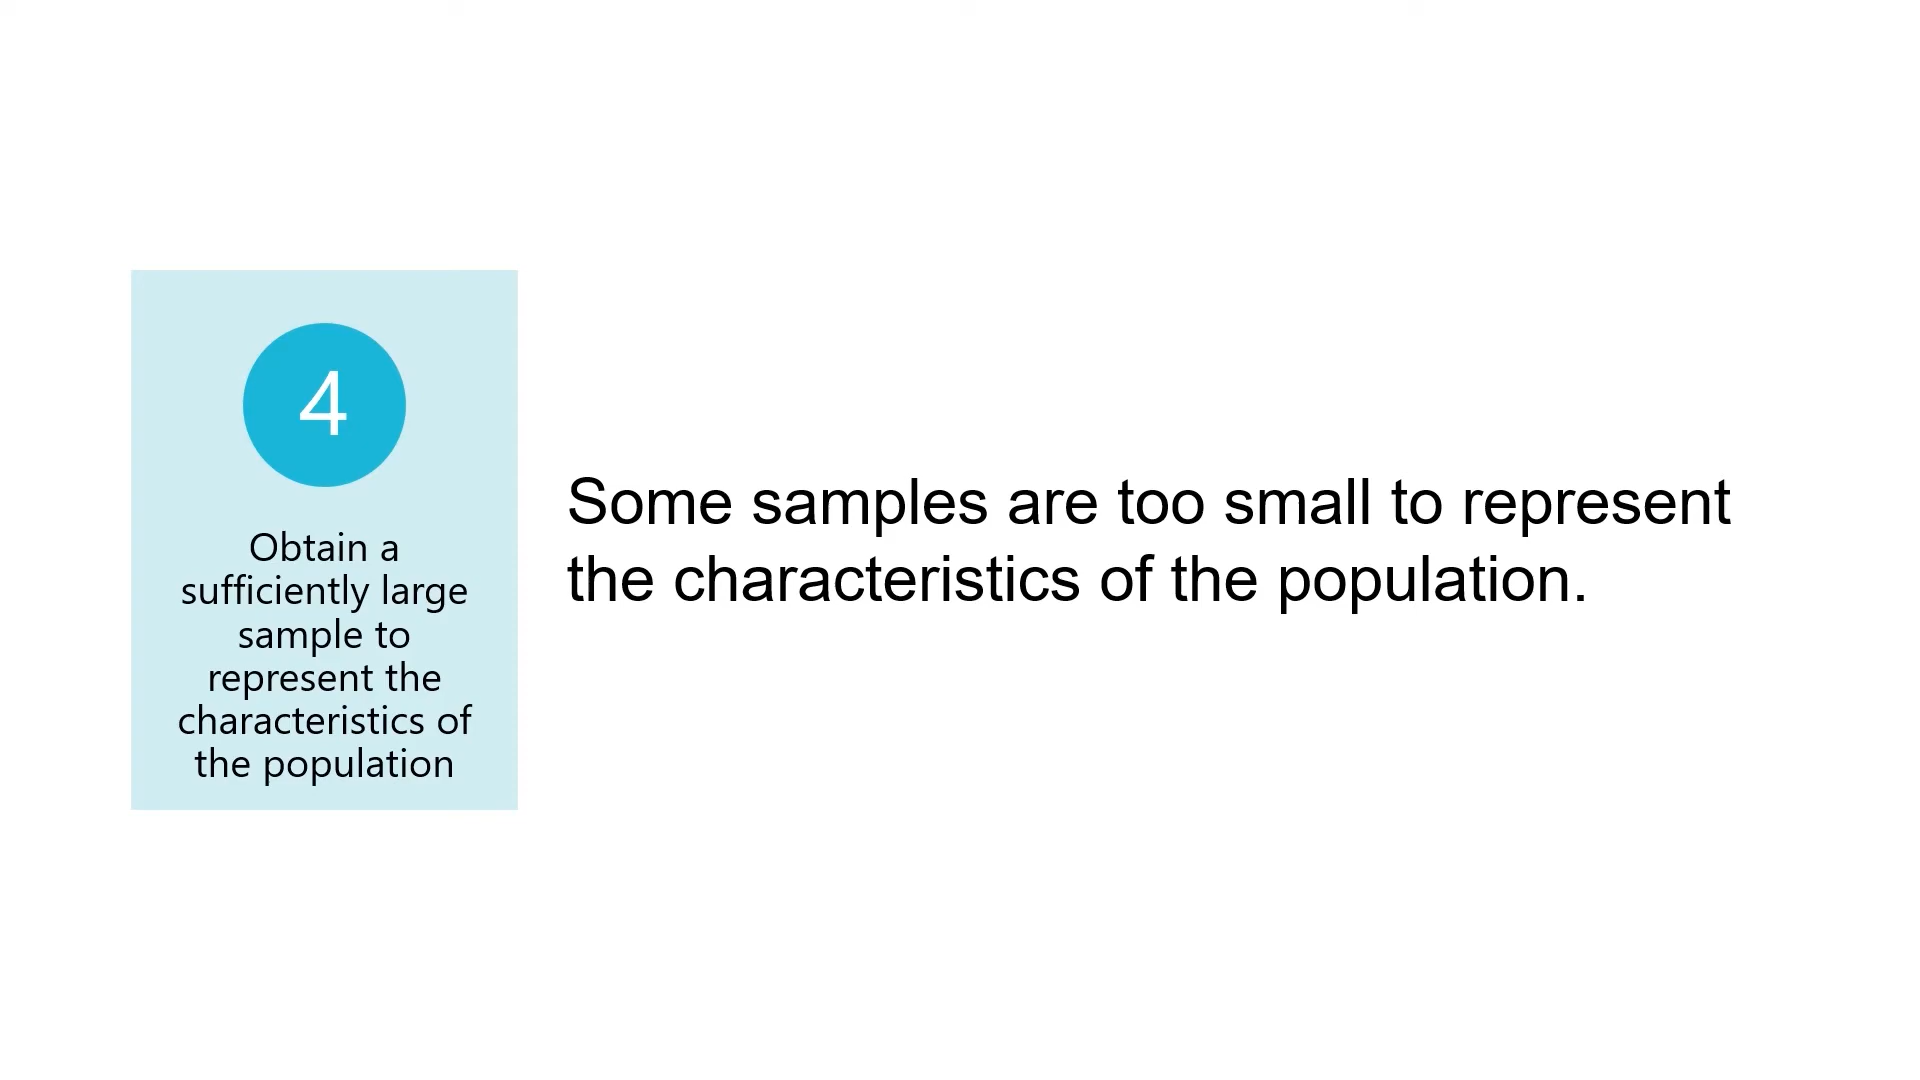 4
Obtain a
sufficiently large
sample to
represent the
characteristics of
the population
Some samples are too small to represent
the characteristics of the population.